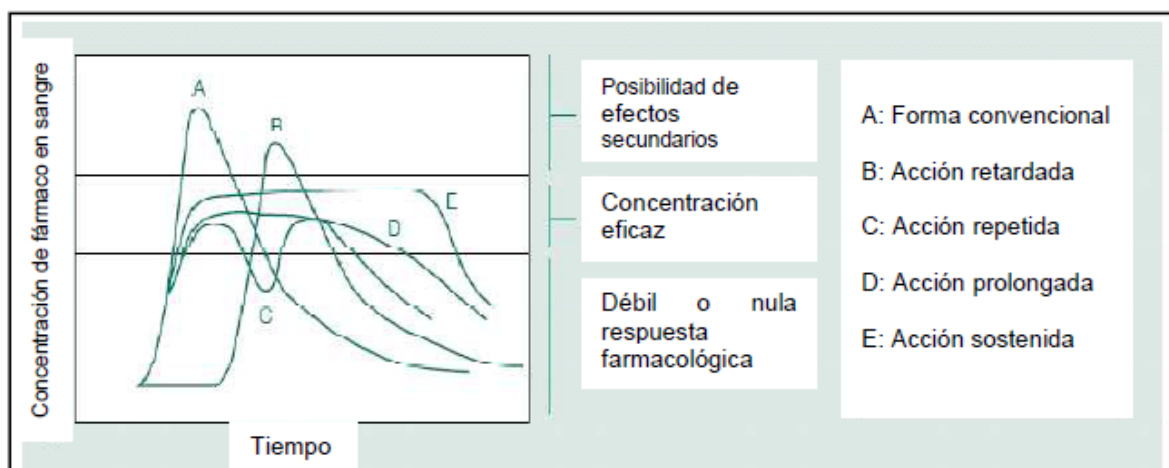 Concentración de fármaco en sangre
A
B
C
D
E
Tiempo
Posibilidad de
efectos
secundarios
Concentración
eficaz
Débil o nula
respuesta
farmacológica
A: Forma convencional
B: Acción retardada
C: Acción repetida
D: Acción prolongada
E: Acción sostenida